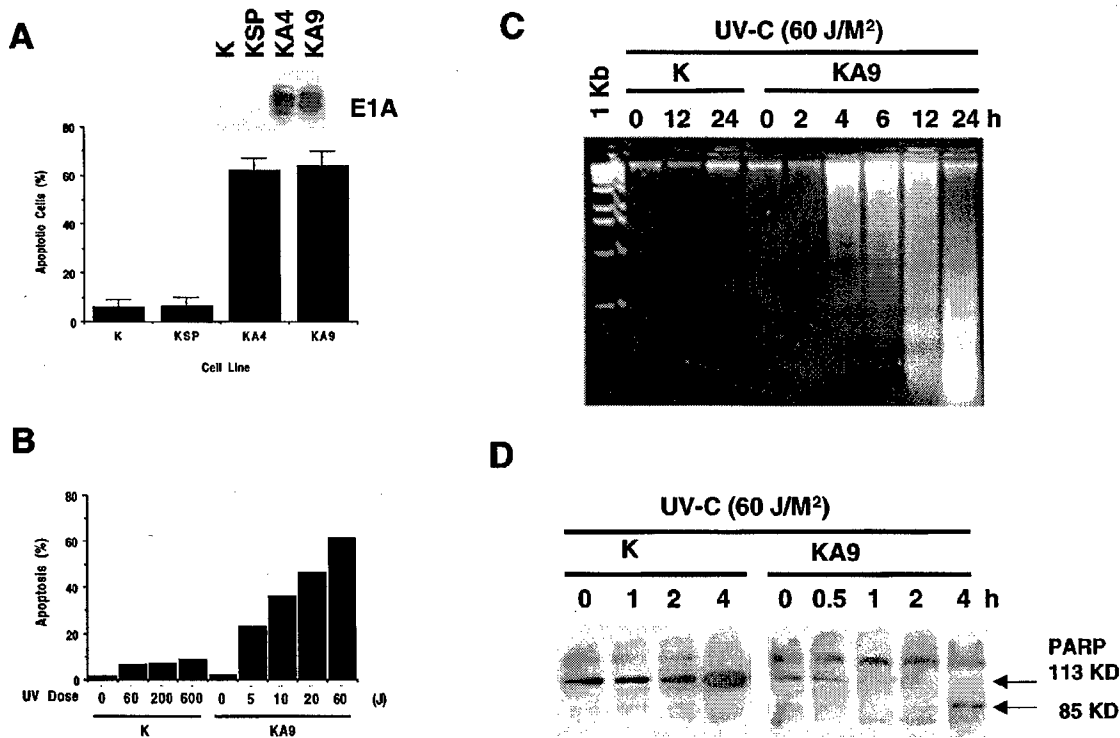 A
K
KSP
KA4
KA9
E1A
80
60
40
20
0
Apoptotic Cells (%)
K KSP KA4 KA9
Cell Line
B
80
60
40
20
0
Apoptosis (%)
UV Dose 0 60 200 600 0 5 10 20 60 (J)
K KA9
C
UV-C (60 J/M²)
K KA9
1 Kb
0 12 24 0 2 4 6 12 24 h
D
UV-C (60 J/M²)
K KA9
0 1 2 4 0 0.5 1 2 4 h
PARP
113 KD
85 KD